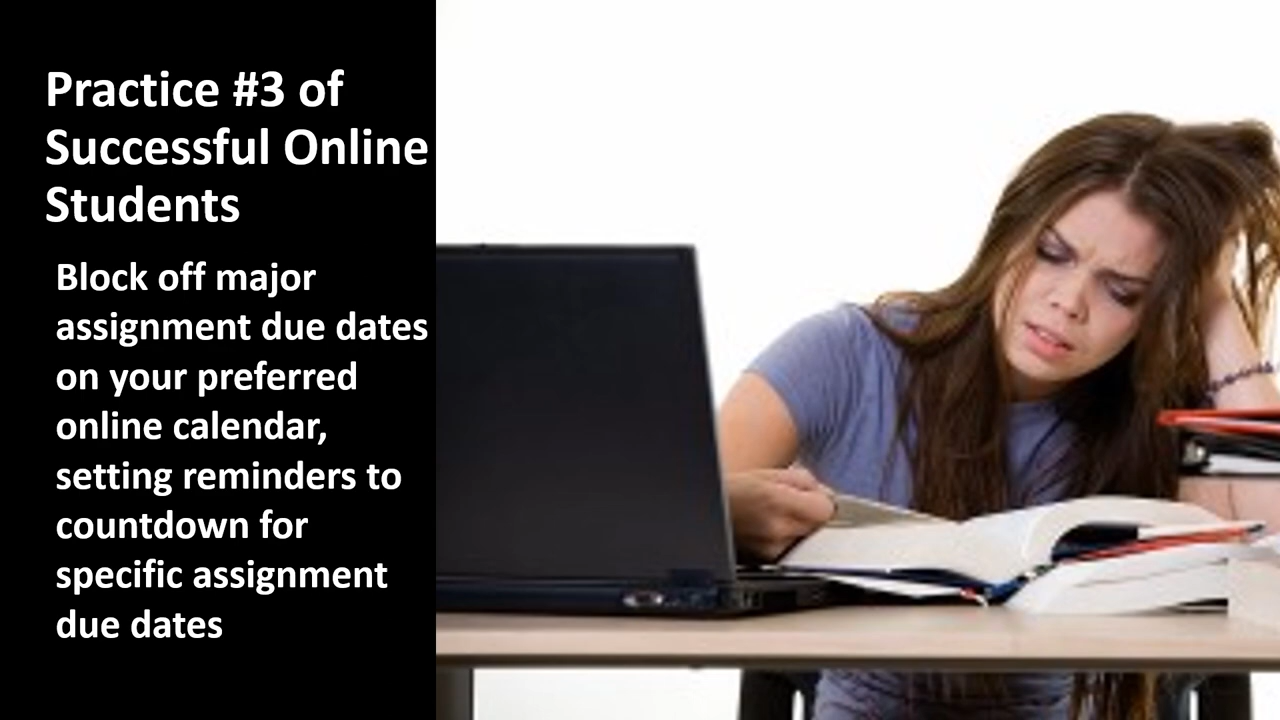 Practice #3 of
Successful Online
Students
Block off major
assignment due dates
on your preferred
online calendar,
setting reminders to
countdown for
specific assignment
due dates